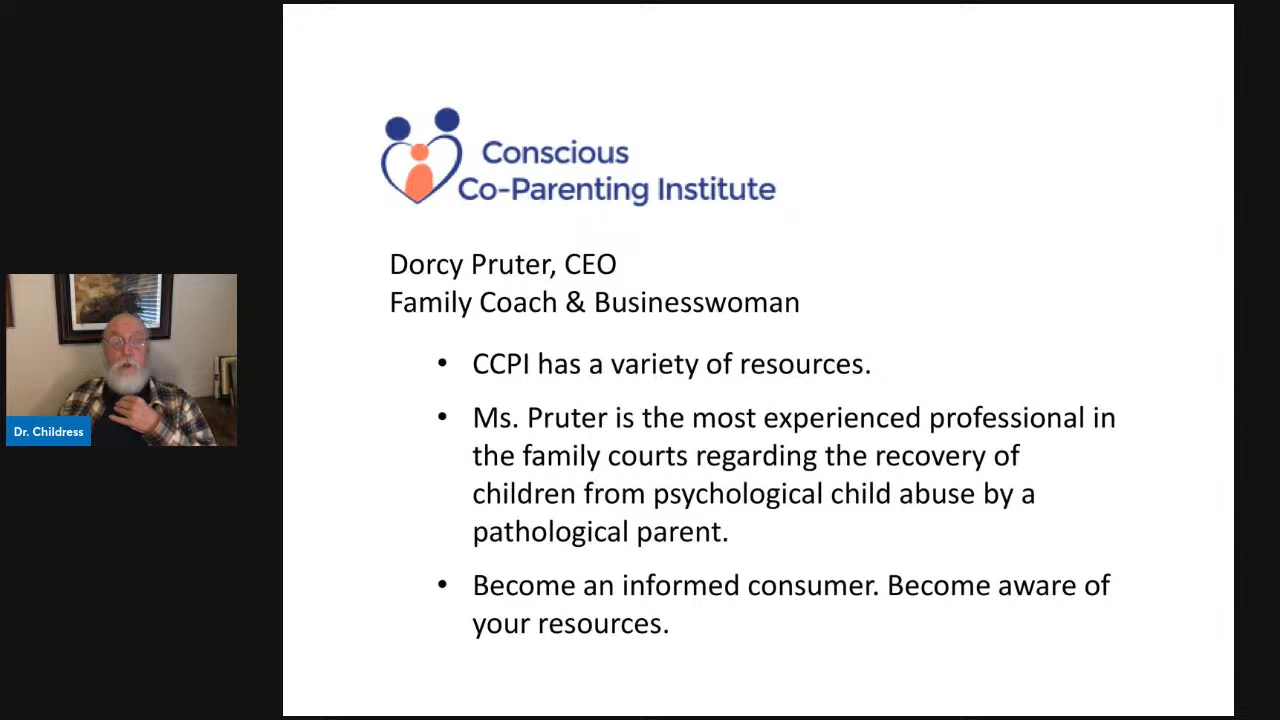 Conscious
Co-Parenting Institute
Dorcy Pruter, CEO
Family Coach & Businesswoman
• CCPI has a variety of resources.
• Ms. Pruter is the most experienced professional in
the family courts regarding the recovery of
children from psychological child abuse by a
pathological parent.
• Become an informed consumer. Become aware of
your resources.
Dr. Childress